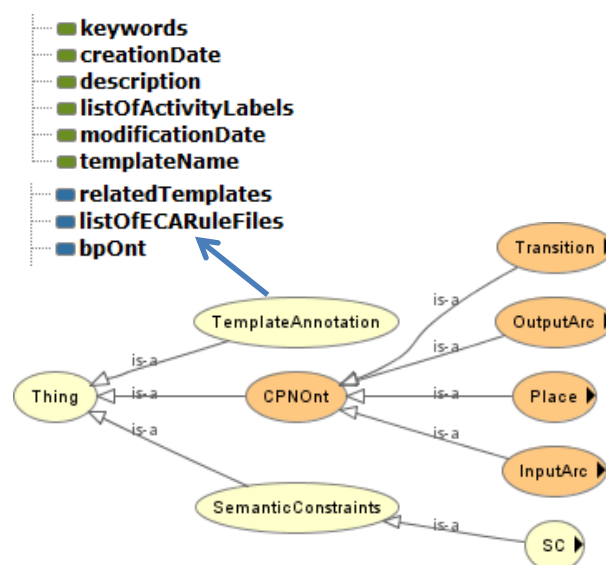 keywords
creationDate
description
listOfActivityLabels
modificationDate
templateName
relatedTemplates
listOfECARuleFiles
bpOnt
Transition
is-a
TemplateAnnotation
OutputArc
is-a
is-a
Thing
is-a
CPNOnt
is-a
Place
is-a
is-a
InputArc
SemanticConstraints
is-a
SC